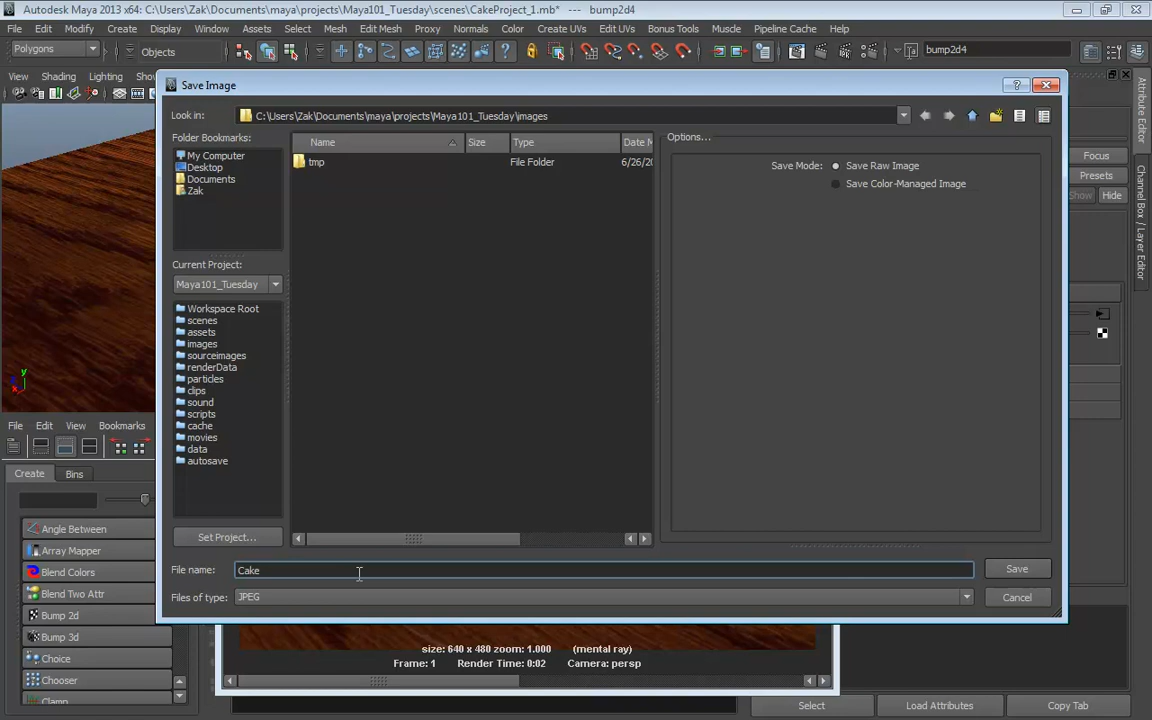 Autodesk Maya 2013 x64: C:\Users\Zak\Documents\maya\projects\Maya101_Tuesday\scenes\CakeProject_1.mb* --- bump2d4
File Edit Modify Create Display Window Assets Select Mesh Edit Mesh Proxy Normals Color Create UVs Edit UVs Bonus Tools Muscle Pipeline Cache Help
Polygons Objects bump2d4
View Shading Lighting
Save Image
Look in: C:\Users\Zak\Documents\maya\projects\Maya101_Tuesday\images
Folder Bookmarks:
My Computer
Desktop
Documents
Zak
Name Size Type Date M
tmp File Folder 6/26/20
Options...
Save Mode: Save Raw Image
Save Color-Managed Image
Current Project:
Maya101_Tuesday
Workspace Root
scenes
assets
images
sourceimages
renderData
particles
clips
sound
scripts
cache
movies
data
autosave
Set Project...
File name: Cake
Save
Files of type: JPEG
Cancel
Focus
Presets
Show Hide
Attribute Editor
Channel Box / Layer Editor
File Edit View Bookmarks
Create Bins
Angle Between
Array Mapper
Blend Colors
Blend Two Attr
Bump 2d
Bump 3d
Choice
Chooser
Clamp
size: 640 x 480 zoom: 1.000 (mental ray)
Frame: 1 Render Time: 0:02 Camera: persp
Select Load Attributes Copy Tab
y
x